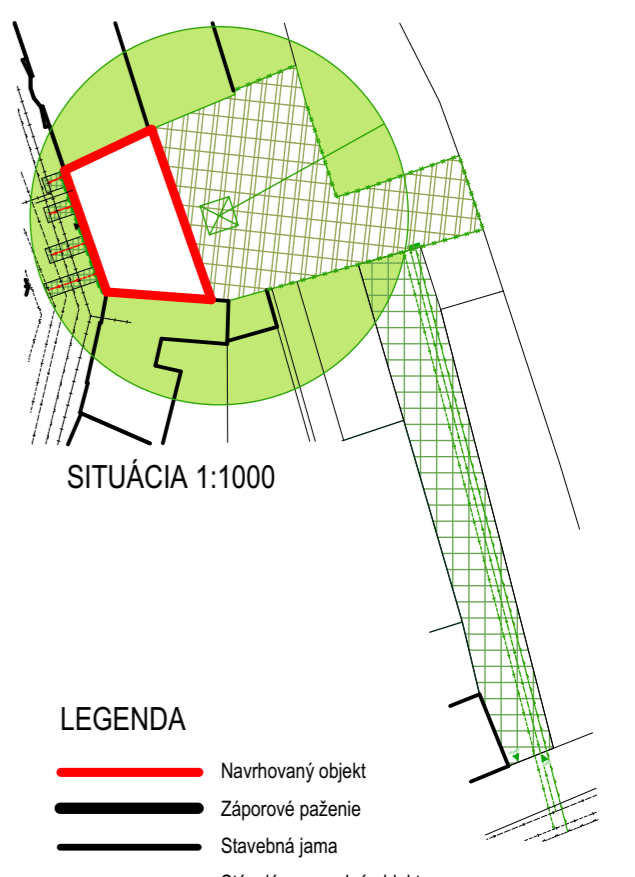 SITUÁCIA 1:1000
LEGENDA
Navrhovaný objekt
Záporové paženie
Stavebná jama